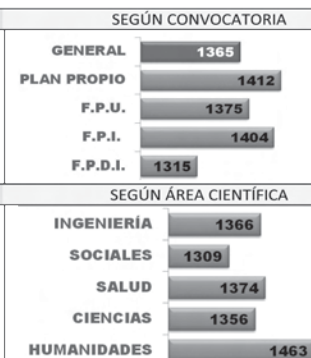 SEGÚN CONVOCATORIA
GENERAL 1365
PLAN PROPIO 1412
F.P.U. 1375
F.P.I. 1404
F.P.D.I. 1315
SEGÚN ÁREA CIENTÍFICA
INGENIERÍA 1366
SOCIALES 1309
SALUD 1374
CIENCIAS 1356
HUMANIDADES 1463